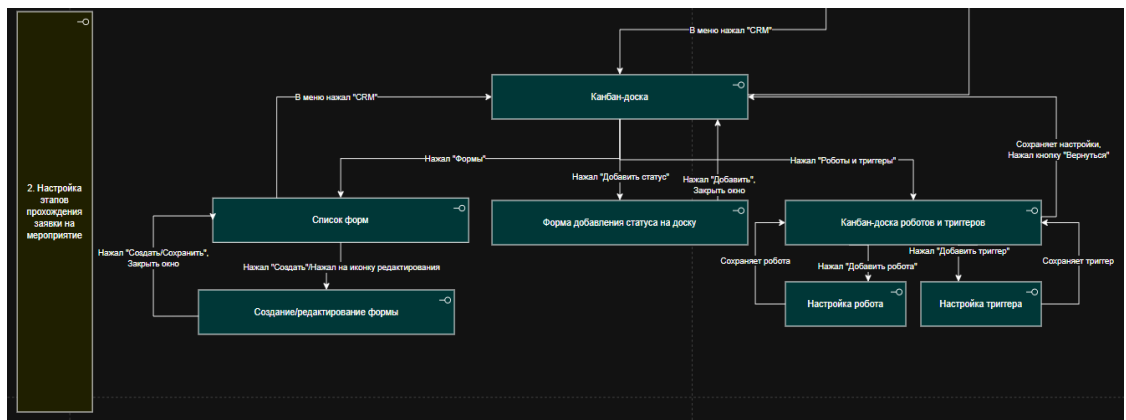 В меню нажал "CRM"
Канбан-доска
В меню нажал "CRM"
Сохраняет настройки,
Нажал кнопку "Вернуться"
Нажал "Формы"
Нажал "Роботы и триггеры"
Нажал "Добавить статус"
Нажал "Добавить",
Закрыть окно
2. Настройка
этапов
прохождения
заявки на
мероприятие
Список форм
Форма добавления статуса на доску
Канбан-доска роботов и триггеров
Нажал "Создать/Сохранить",
Закрыть окно
Нажал "Создать"/Нажал на иконку редактирования
Сохраняет робота
Нажал "Добавить робота"
Нажал "Добавить триггер"
Сохраняет триггер
Создание/редактирование формы
Настройка робота
Настройка триггера